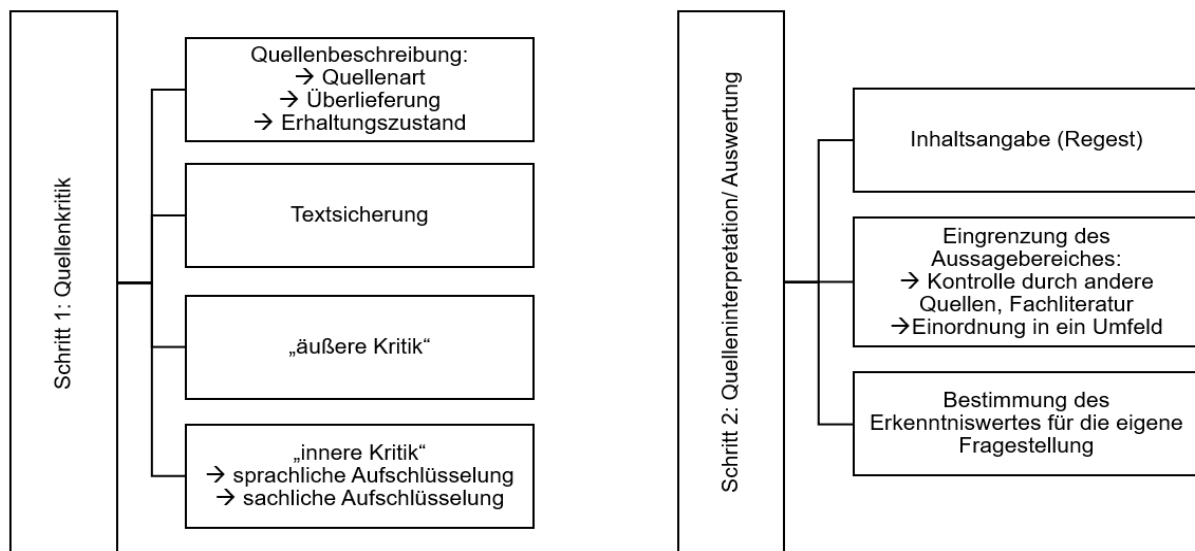 Schritt 1: Quellenkritik
Quellenbeschreibung:
→ Quellenart
→ Überlieferung
→ Erhaltungszustand
Textsicherung
„äußere Kritik“
„innere Kritik“
→ sprachliche Aufschlüsselung
→ sachliche Aufschlüsselung
Schritt 2: Quelleninterpretation/ Auswertung
Inhaltsangabe (Regest)
Eingrenzung des
Aussagebereiches:
→ Kontrolle durch andere
Quellen, Fachliteratur
→Einordnung in ein Umfeld
Bestimmung des
Erkenntniswertes für die eigene
Fragestellung